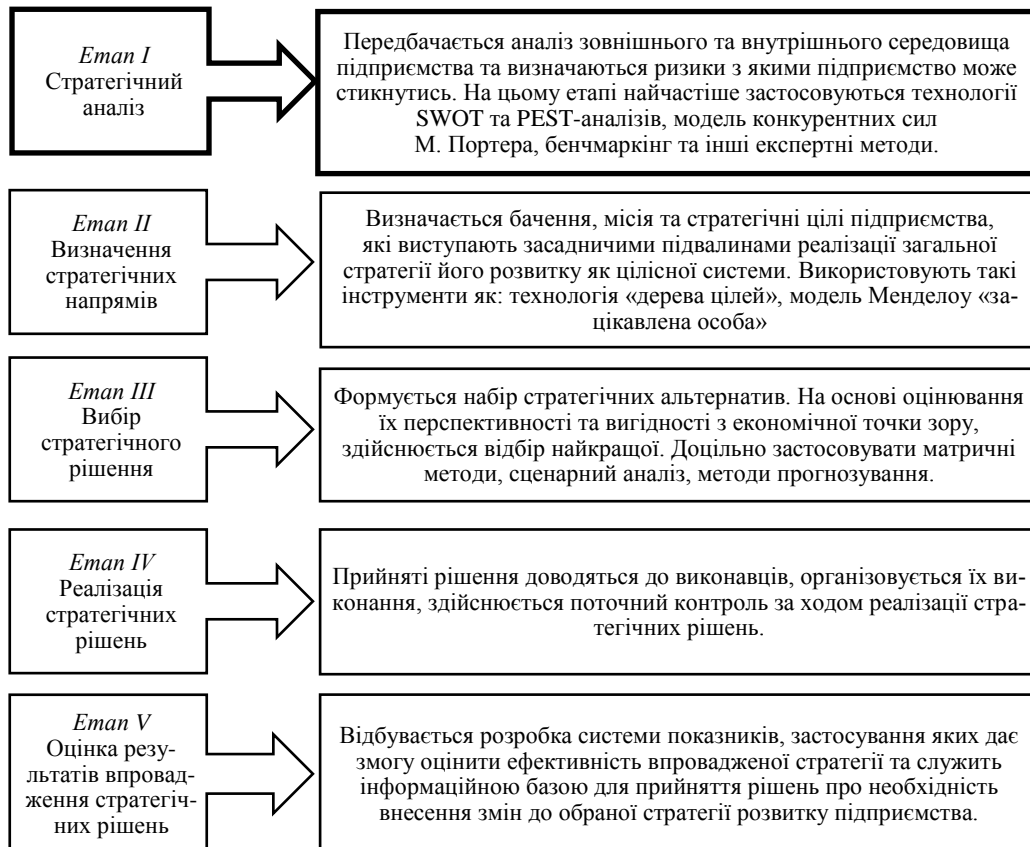 Етап I
Стратегічний
аналіз
Передбачається аналіз зовнішнього та внутрішнього середовища
підприємства та визначаються ризики з якими підприємство може
стикнутись. На цьому етапі найчастіше застосовуються технології
SWOT та PEST-аналізів, модель конкурентних сил
М. Портера, бенчмаркінг та інші експертні методи.
Етап II
Визначення
стратегічних
напрямів
Визначається бачення, місія та стратегічні цілі підприємства,
які виступають засадничими підвалинами реалізації загальної
стратегії його розвитку як цілісної системи. Використовують такі
інструменти як: технологія «дерева цілей», модель Менделоу «за-
цікавлена особа»
Етап III
Вибір
стратегічного
рішення
Формується набір стратегічних альтернатив. На основі оцінювання
їх перспективності та вигідності з економічної точки зору,
здійснюється відбір найкращої. Доцільно застосовувати матричні
методи, сценарний аналіз, методи прогнозування.
Етап IV
Реалізація
стратегічних
рішень
Прийняті рішення доводяться до виконавців, організовується їх ви-
конання, здійснюється поточний контроль за ходом реалізації стра-
тегічних рішень.
Етап V
Оцінка резу-
льтатів впровад-
ження стратегіч-
них рішень
Відбувається розробка системи показників, застосування яких дає
змогу оцінити ефективність впровадженої стратегії та служить
інформаційною базою для прийняття рішень про необхідність
внесення змін до обраної стратегії розвитку підприємства.